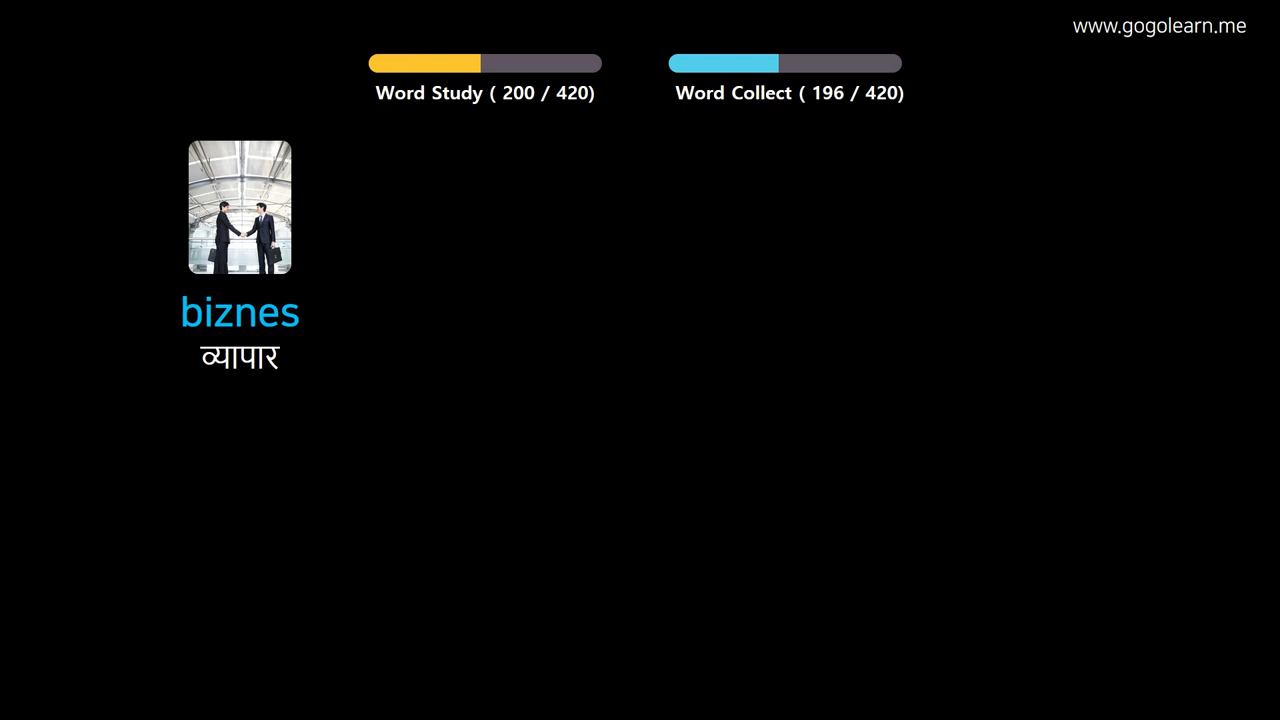 www.gogolearn.me
Word Study ( 200 / 420)
Word Collect ( 196 / 420)
biznes
व्यापार